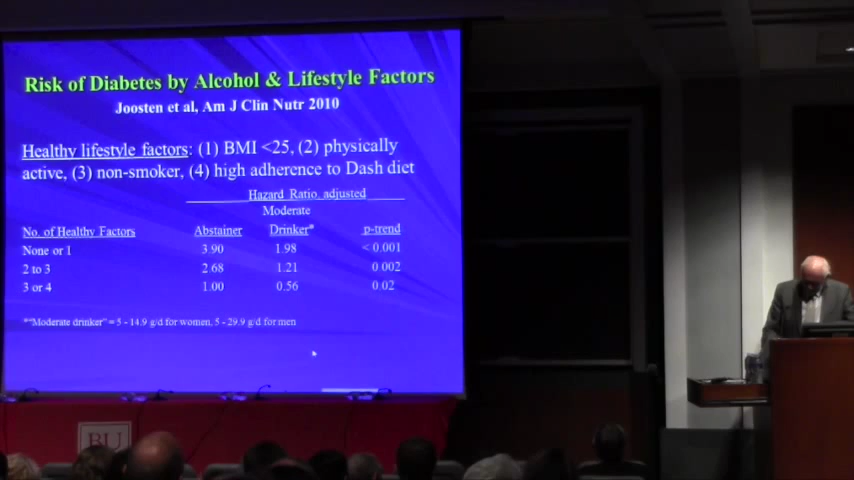 Risk of Diabetes by Alcohol & Lifestyle Factors
Joosten et al, Am J Clin Nutr 2010
Healthy lifestyle factors: (1) BMI <25, (2) physically
active, (3) non-smoker, (4) high adherence to Dash diet
Hazard Ratio, adjusted
Moderate
No. of Healthy Factors Abstainer Drinker* p-trend
None or 1 3.90 1.98 < 0.001
2 to 3 2.68 1.21 0.002
3 or 4 1.00 0.56 0.02
*"Moderate drinker" = 5 - 14.9 g/d for women, 5 - 29.9 g/d for men
BU